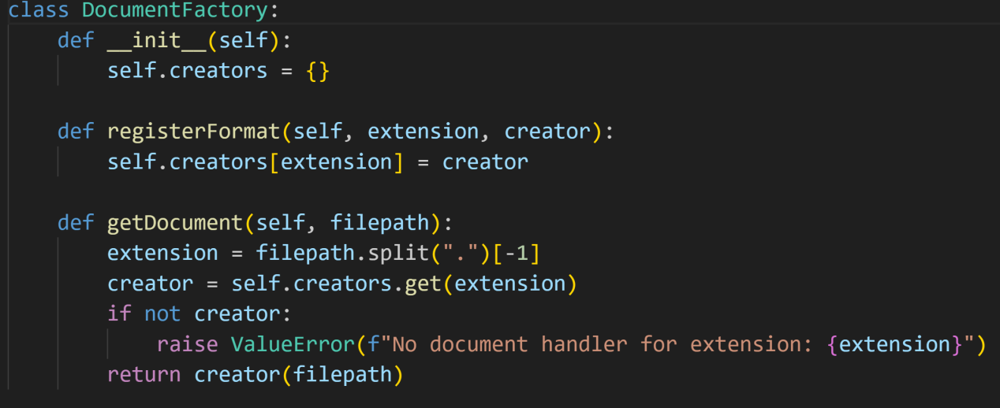 class DocumentFactory:
    def __init__(self):
        self.creators = {}

    def registerFormat(self, extension, creator):
        self.creators[extension] = creator

    def getDocument(self, filepath):
        extension = filepath.split(".")[-1]
        creator = self.creators.get(extension)
        if not creator:
            raise ValueError(f"No document handler for extension: {extension}")
        return creator(filepath)